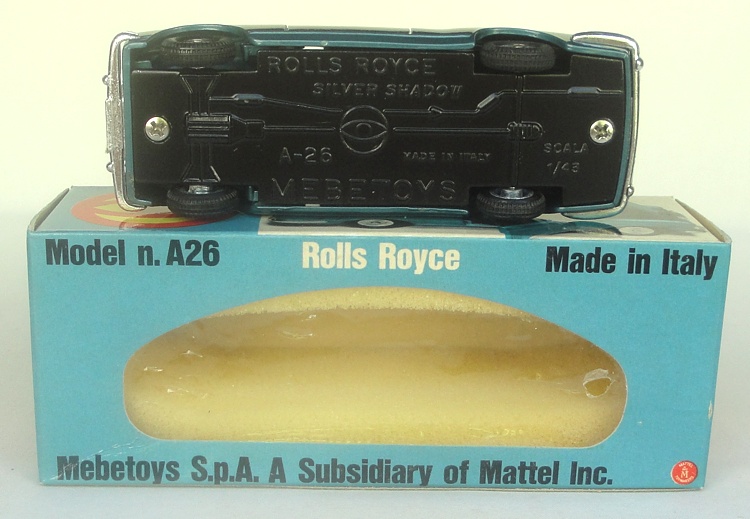 ROLLS ROYCE
SILVER SHADOW
A-26
MADE IN ITALY
SCALA
1/43
MEBETOYS
Model n. A26
Rolls Royce
Made in Italy
Mebetoys S.p.A. A Subsidiary of Mattel Inc.